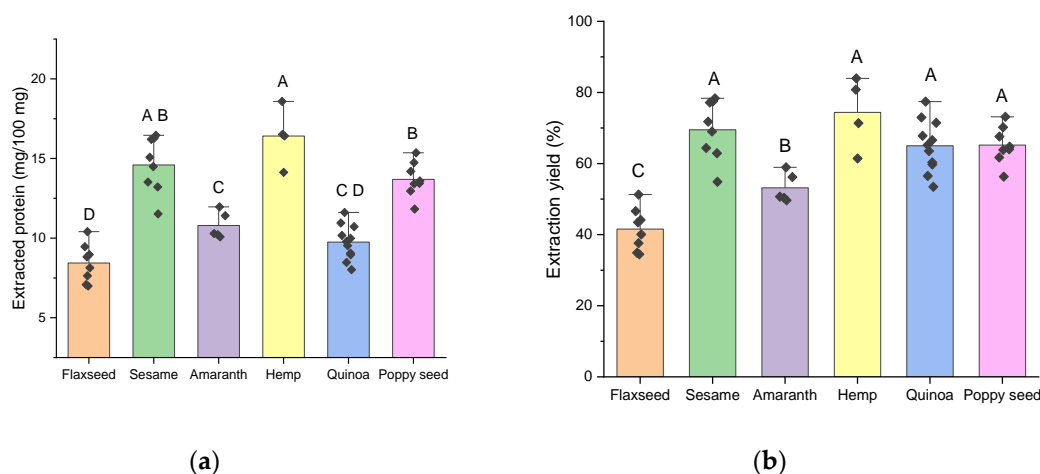 Extracted protein (mg/100 mg)
20
15
10
5
D
A B
C
A
C D
B
Flaxseed Sesame Amaranth Hemp Quinoa Poppy seed
(a)
Extraction yield (%)
100
80
60
40
20
0
C
A
B
A
A
A
Flaxseed Sesame Amaranth Hemp Quinoa Poppy seed
(b)